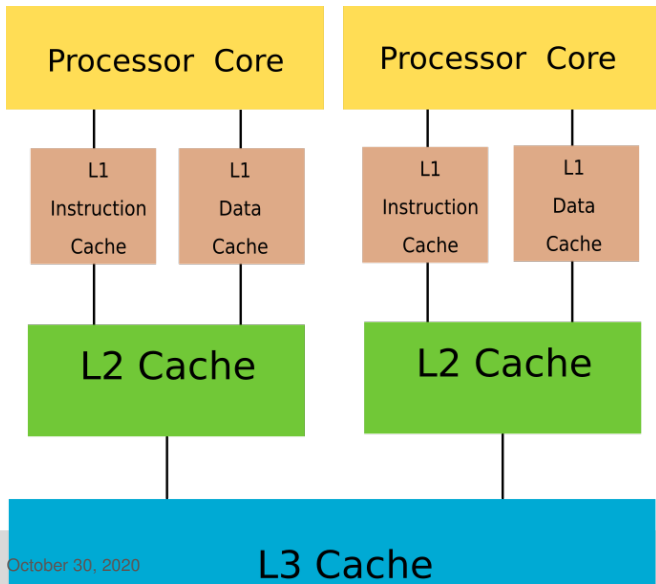 Processor Core
Processor Core
L1
Instruction
Cache
L1
Data
Cache
L1
Instruction
Cache
L1
Data
Cache
L2 Cache
L2 Cache
October 30, 2020
L3 Cache